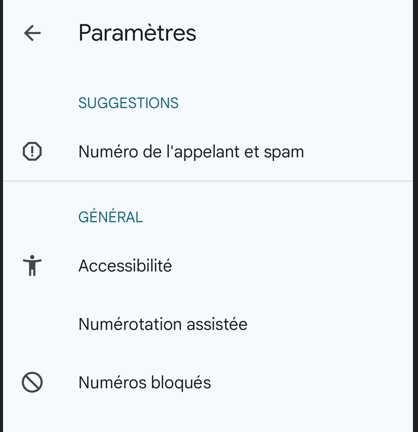 Paramètres
SUGGESTIONS
Numéro de l'appelant et spam
GÉNÉRAL
Accessibilité
Numérotation assistée
Numéros bloqués